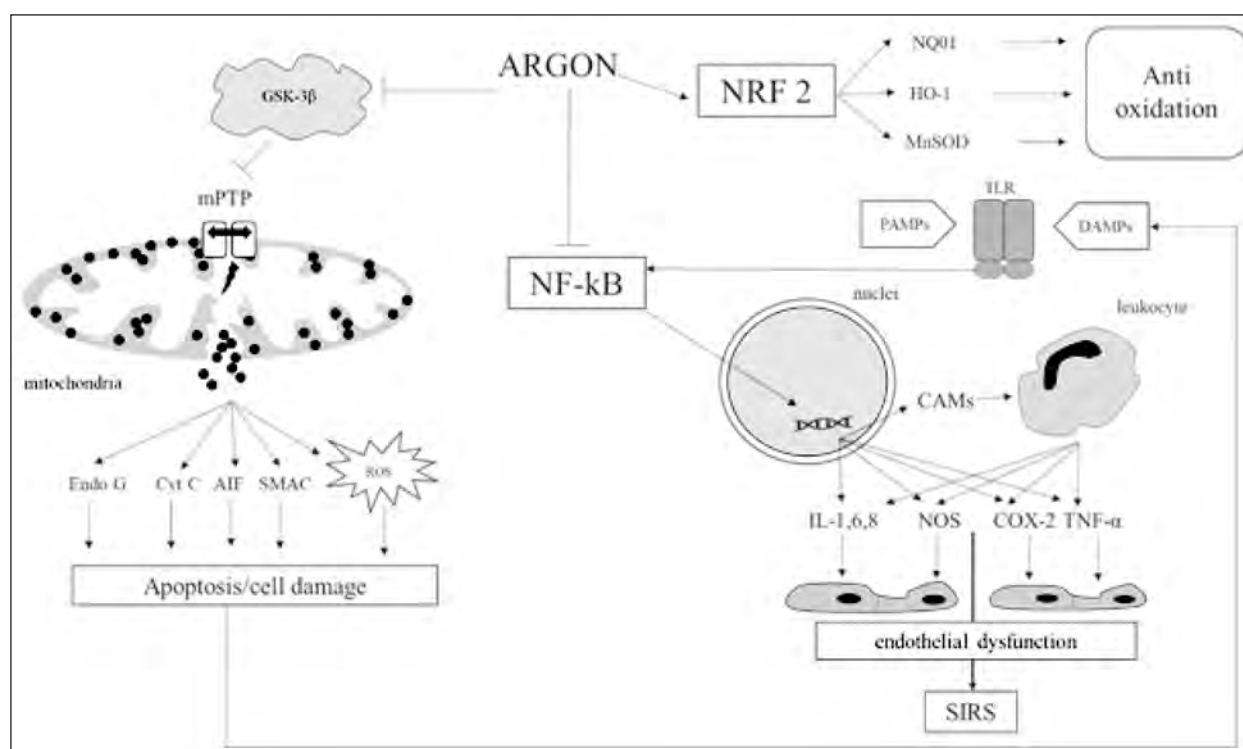 GSK-3β
ARGON
NRF 2
NQ01
HO-1
MnSOD
Anti
oxidation
mPTP
PAMPs
TLR
DAMPs
NF-kB
nuclei
leukocyte
mitochondria
CAMs
Endo G
Cyt C
AIF
SMAC
ROS
IL-1,6,8
NOS
COX-2
TNF-α
Apoptosis/cell damage
endothelial dysfunction
SIRS